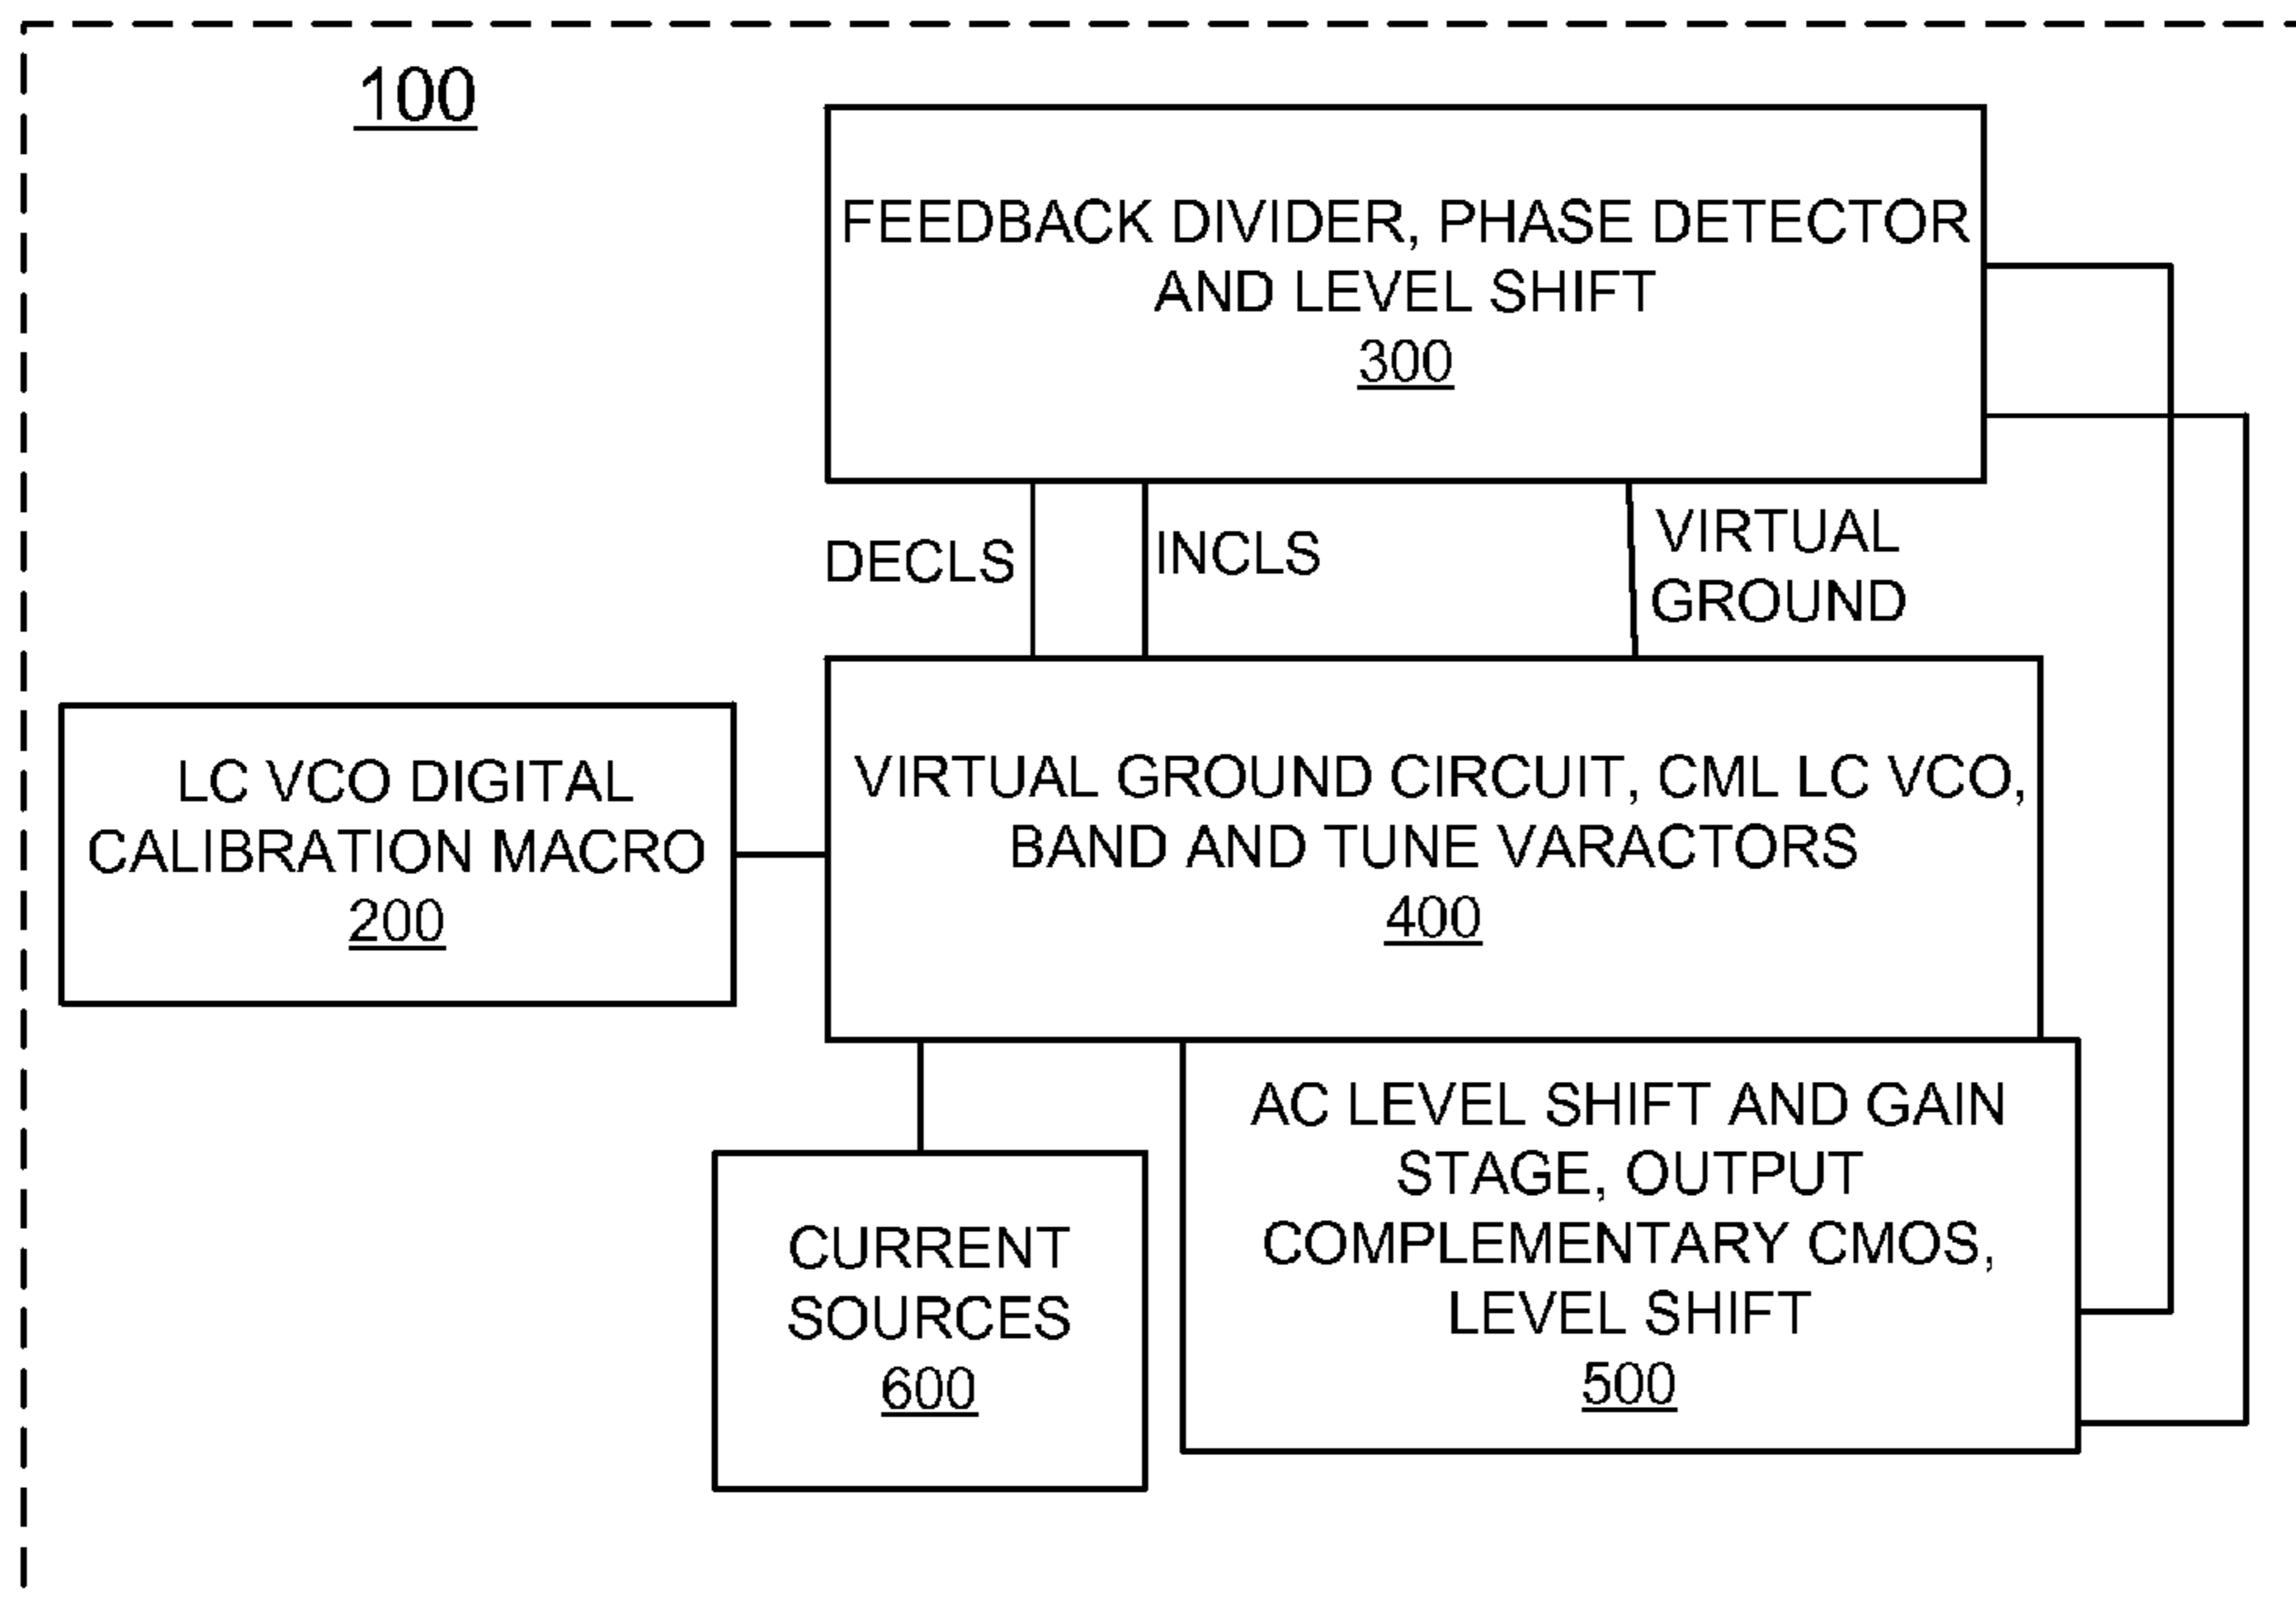 100
FEEDBACK DIVIDER, PHASE DETECTOR
AND LEVEL SHIFT
300
DECLS
INCLS
VIRTUAL
GROUND
LC VCO DIGITAL
CALIBRATION MACRO
200
VIRTUAL GROUND CIRCUIT, CML LC VCO,
BAND AND TUNE VARACTORS
400
CURRENT
SOURCES
600
AC LEVEL SHIFT AND GAIN
STAGE, OUTPUT
COMPLEMENTARY CMOS,
LEVEL SHIFT
500